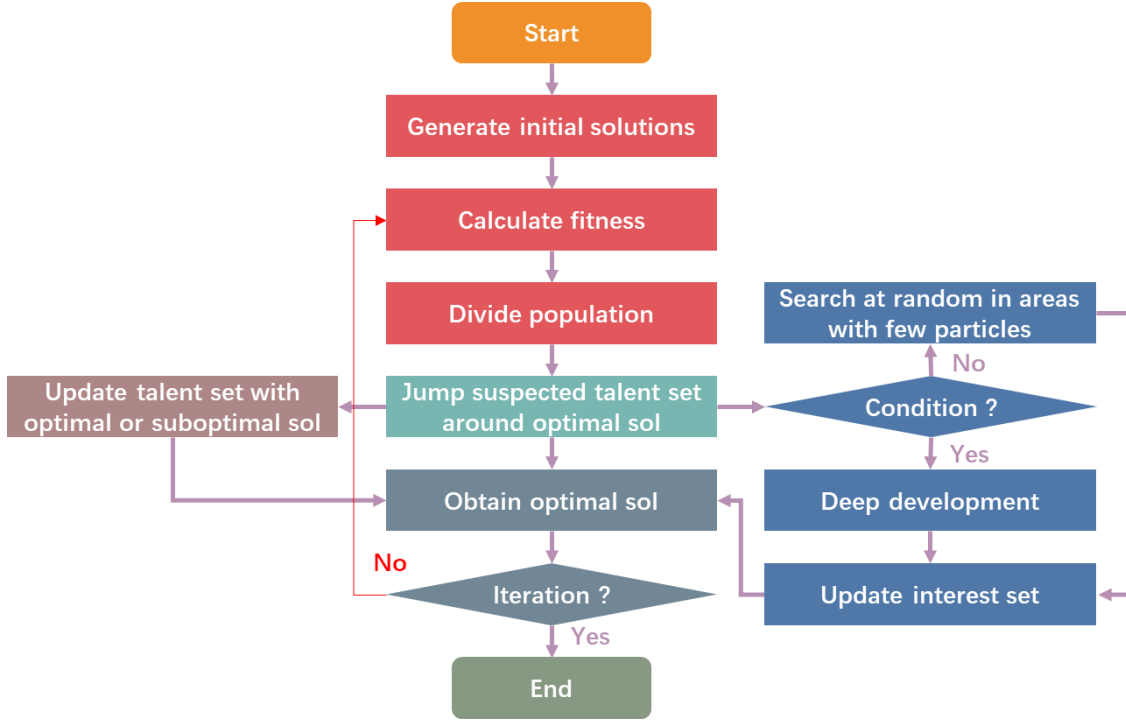 Start
Generate initial solutions
Calculate fitness
Divide population
Search at random in areas
with few particles
No
Update talent set with
optimal or suboptimal sol
Jump suspected talent set
around optimal sol
Condition ?
Yes
Obtain optimal sol
Deep development
No
Iteration ?
Update interest set
Yes
End